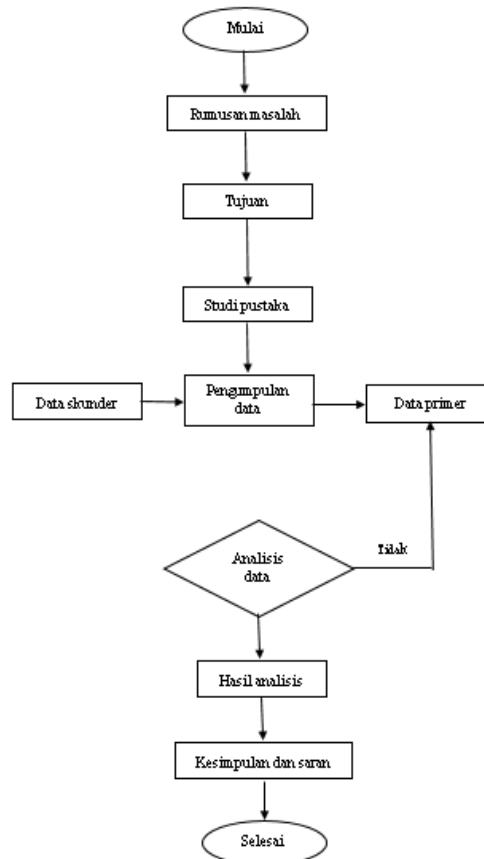 Mulai
Rumusan masalah
Tujuan
Studi pustaka
Data skunder
Pengumpulan
data
Data primer
Analisis
data
Tidak
Hasil analisis
Kesimpulan dan saran
Selesai